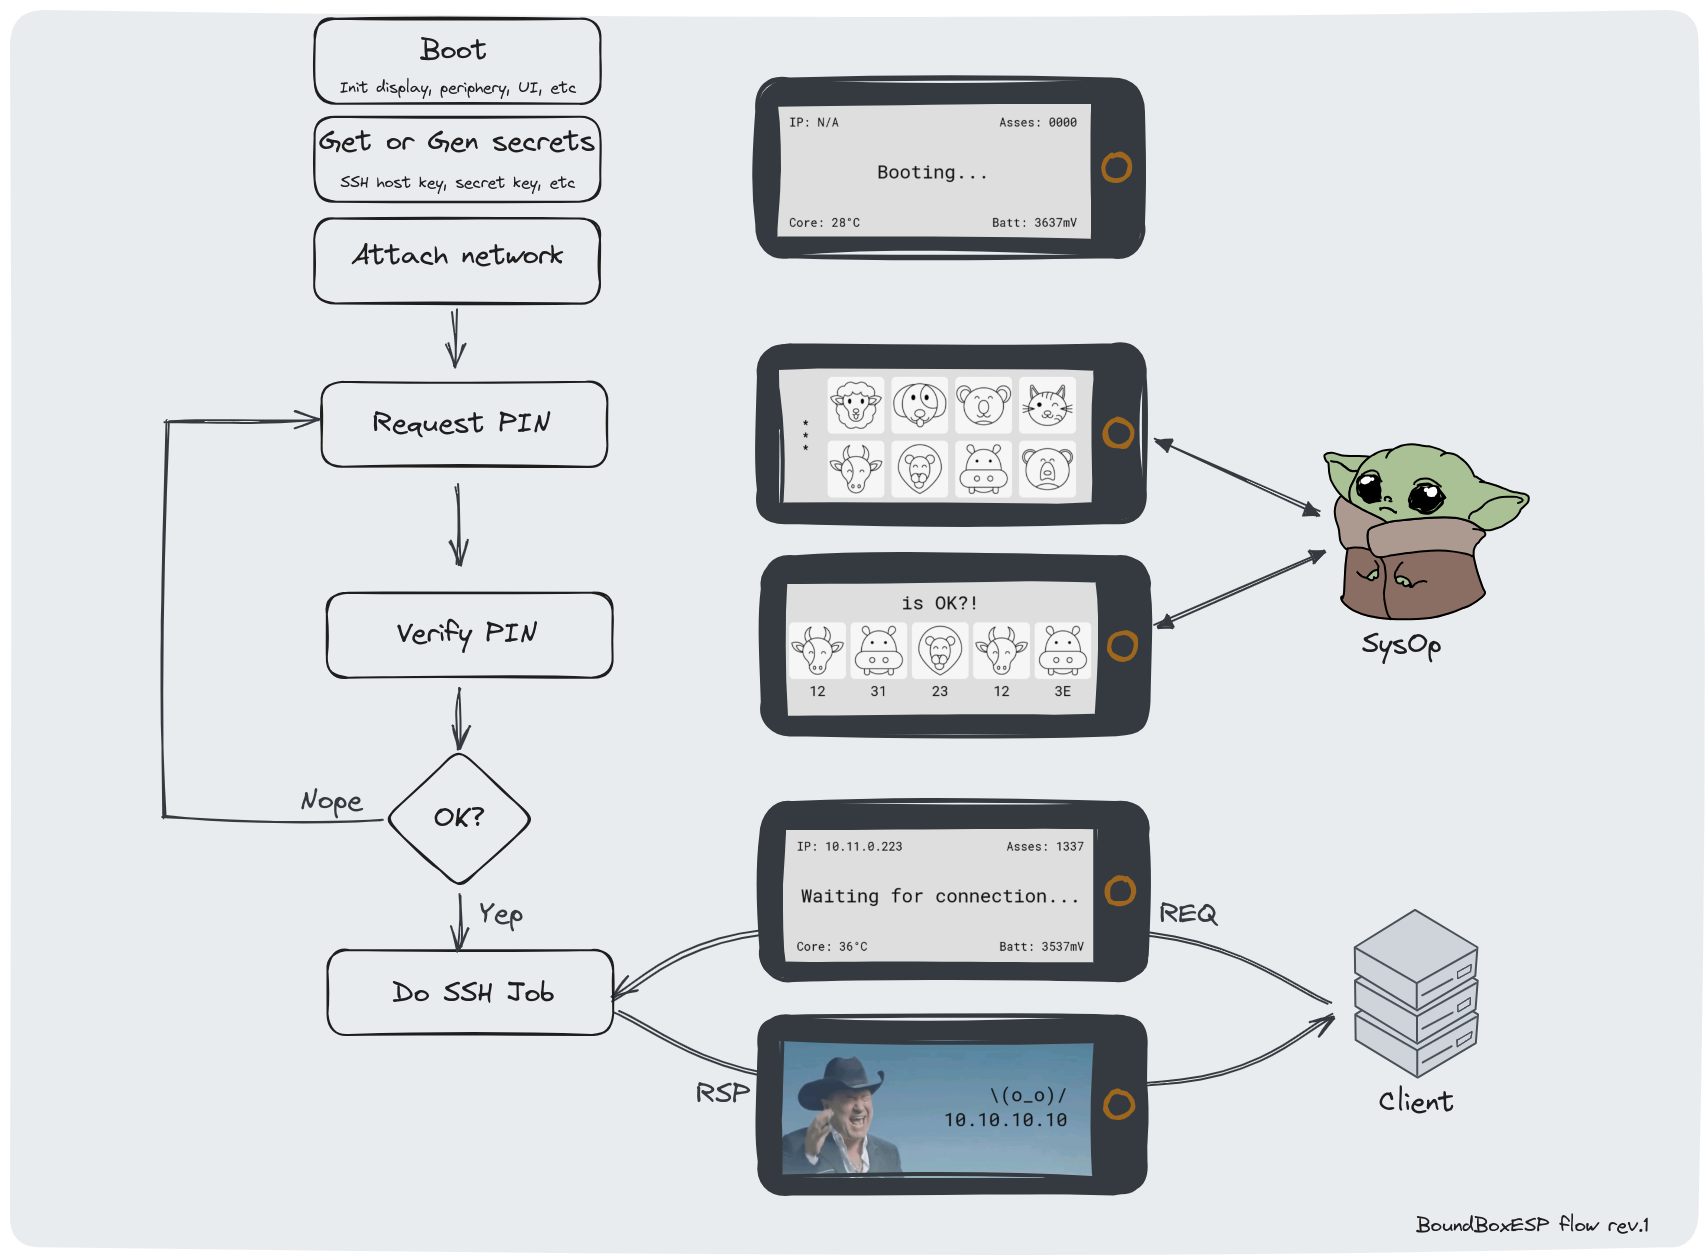 Boot
Init display, periphery, UI, etc
Get or Gen secrets
SSH host key, secret key, etc
Attach network
Request PIN
Verify PIN
OK?
Nope
Yep
Do SSH Job
IP: N/A
Asses: 0000
Booting...
Core: 28°C
Batt: 3637mV
*
*
*
is OK?!
12 31 23 12 3E
SysOp
IP: 10.11.0.223
Asses: 1337
Waiting for connection...
Core: 36°C
Batt: 3537mV
REQ
RSP
\(o_o)/
10.10.10.10
Client
BoundBoxESP flow rev.1